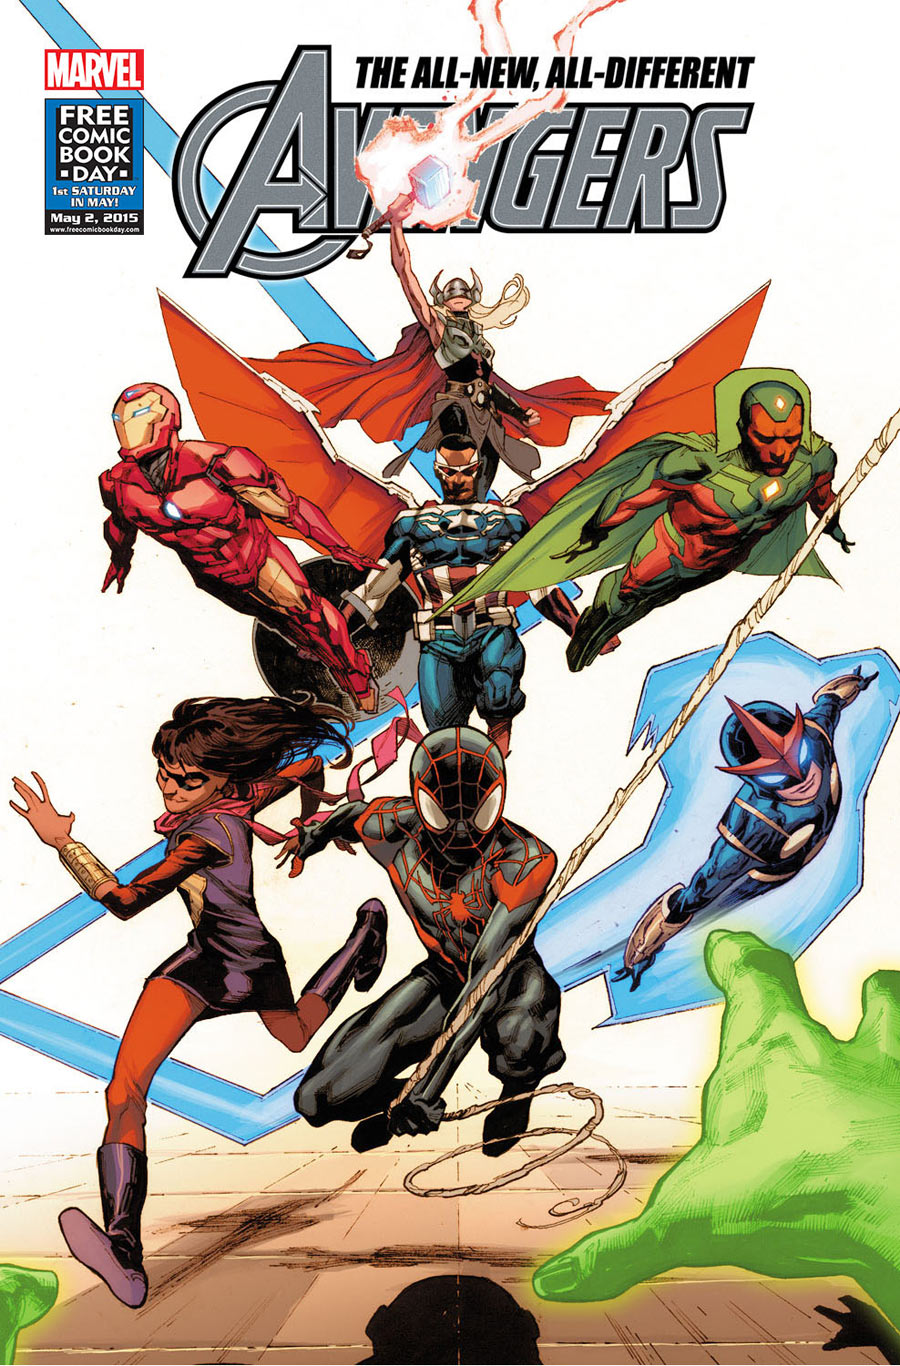 MARVEL
FREE
COMIC
BOOK
DAY
1st SATURDAY
IN MAY!
May 2, 2015
www.freecomicbookday.com
THE ALL-NEW, ALL-DIFFERENT
AVENGERS